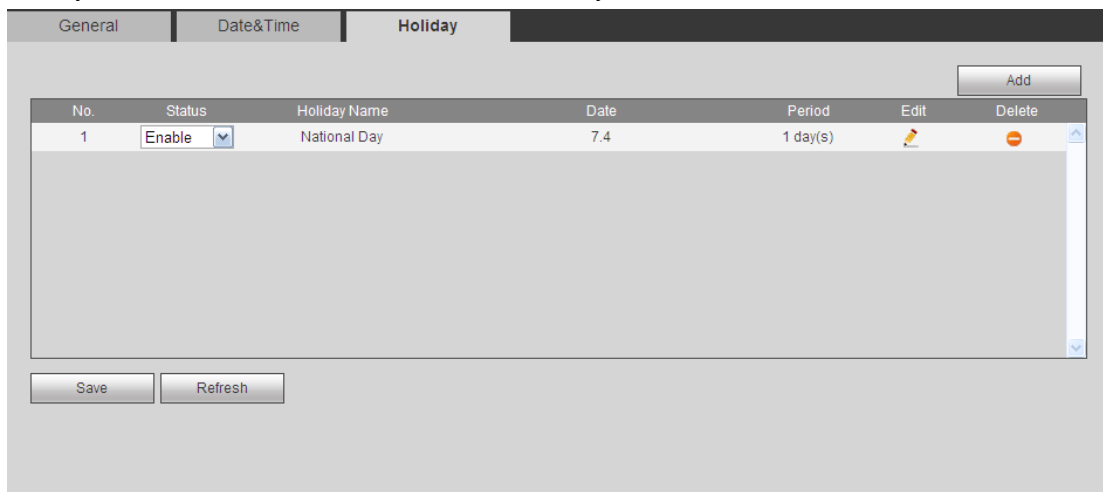 General Date&Time Holiday
Add
No. Status Holiday Name Date Period Edit Delete
1 Enable National Day 7.4 1 day(s)
Save Refresh